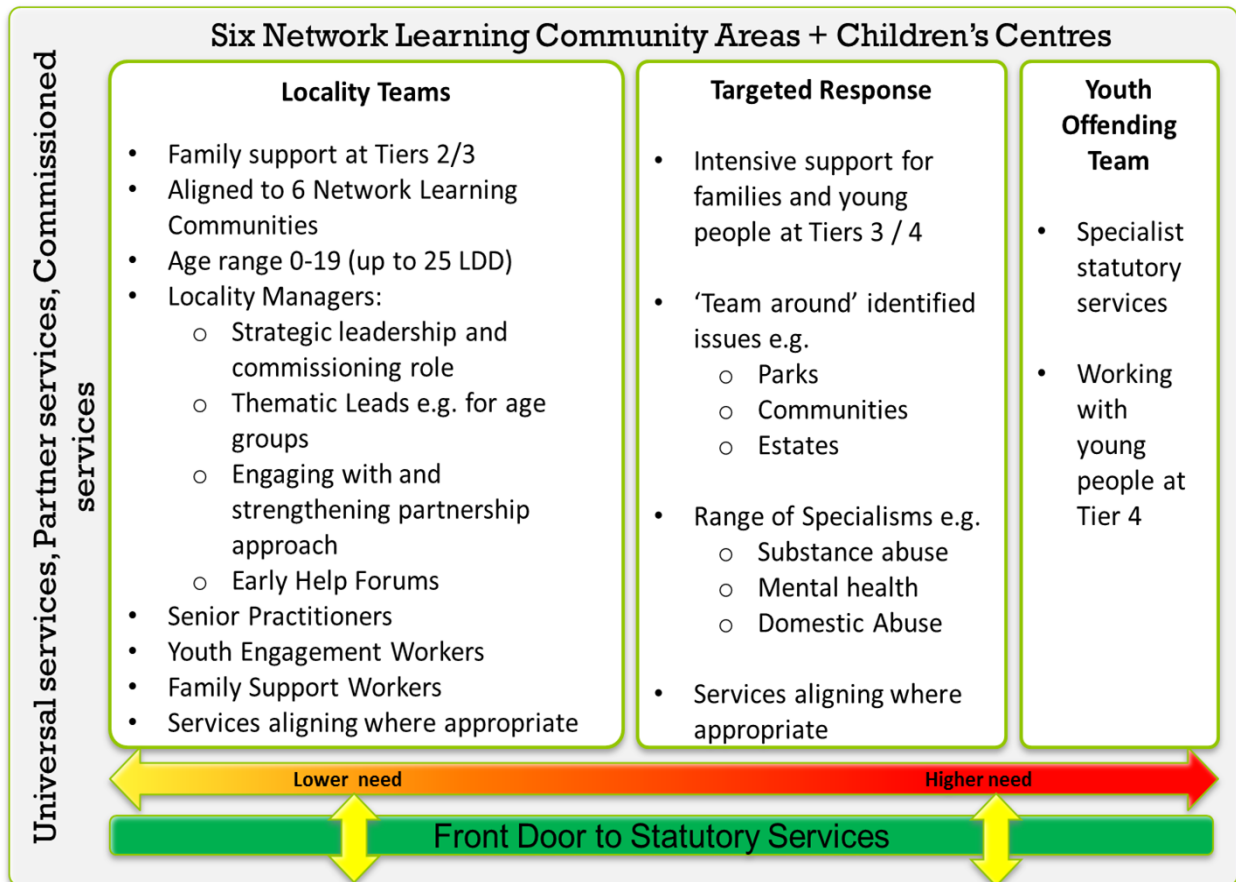 Six Network Learning Community Areas + Children's Centres
Universal services, Partner services, Commissioned
services
Locality Teams
• Family support at Tiers 2/3
• Aligned to 6 Network Learning
Communities
• Age range 0-19 (up to 25 LDD)
• Locality Managers:
o Strategic leadership and
commissioning role
o Thematic Leads e.g. for age
groups
o Engaging with and
strengthening partnership
approach
o Early Help Forums
• Senior Practitioners
• Youth Engagement Workers
• Family Support Workers
• Services aligning where appropriate
Targeted Response
• Intensive support for
families and young
people at Tiers 3 / 4
• ‘Team around’ identified
issues e.g.
o Parks
o Communities
o Estates
• Range of Specialisms e.g.
o Substance abuse
o Mental health
o Domestic Abuse
• Services aligning where
appropriate
Youth
Offending
Team
• Specialist
statutory
services
• Working
with
young
people at
Tier 4
Lower need
Higher need
Front Door to Statutory Services